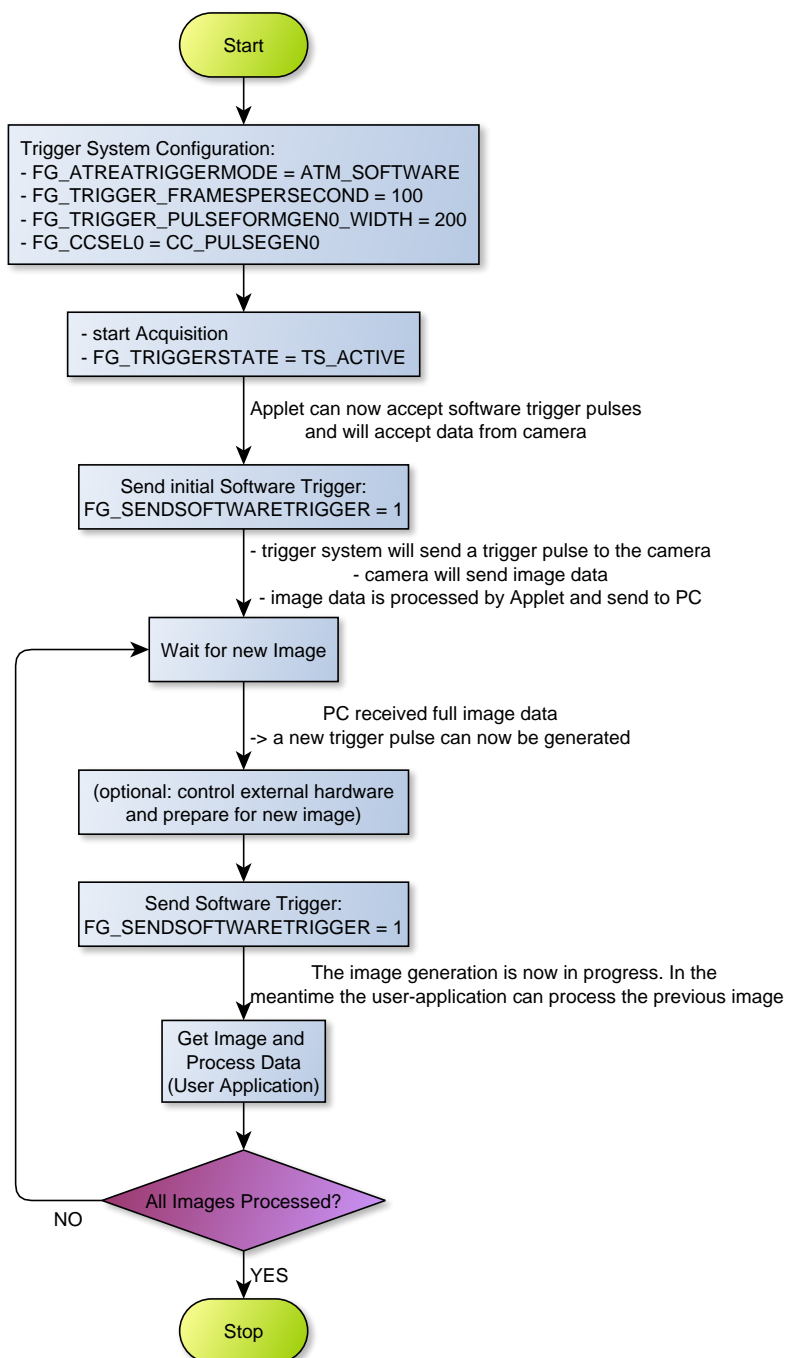 Start
Trigger System Configuration:
- FG_ATREATRIGGERMODE = ATM_SOFTWARE
- FG_TRIGGER_FRAMESPERSECOND = 100
- FG_TRIGGER_PULSEFORMGEN0_WIDTH = 200
- FG_CCSEL0 = CC_PULSEGEN0
- start Acquisition
- FG_TRIGGERSTATE = TS_ACTIVE
Applet can now accept software trigger pulses
and will accept data from camera
Send initial Software Trigger:
FG_SENDSOFTWARETRIGGER = 1
- trigger system will send a trigger pulse to the camera
- camera will send image data
- image data is processed by Applet and send to PC
Wait for new Image
PC received full image data
-> a new trigger pulse can now be generated
(optional: control external hardware
and prepare for new image)
Send Software Trigger:
FG_SENDSOFTWARETRIGGER = 1
The image generation is now in progress. In the
meantime the user-application can process the previous image
Get Image and
Process Data
(User Application)
All Images Processed?
NO
YES
Stop